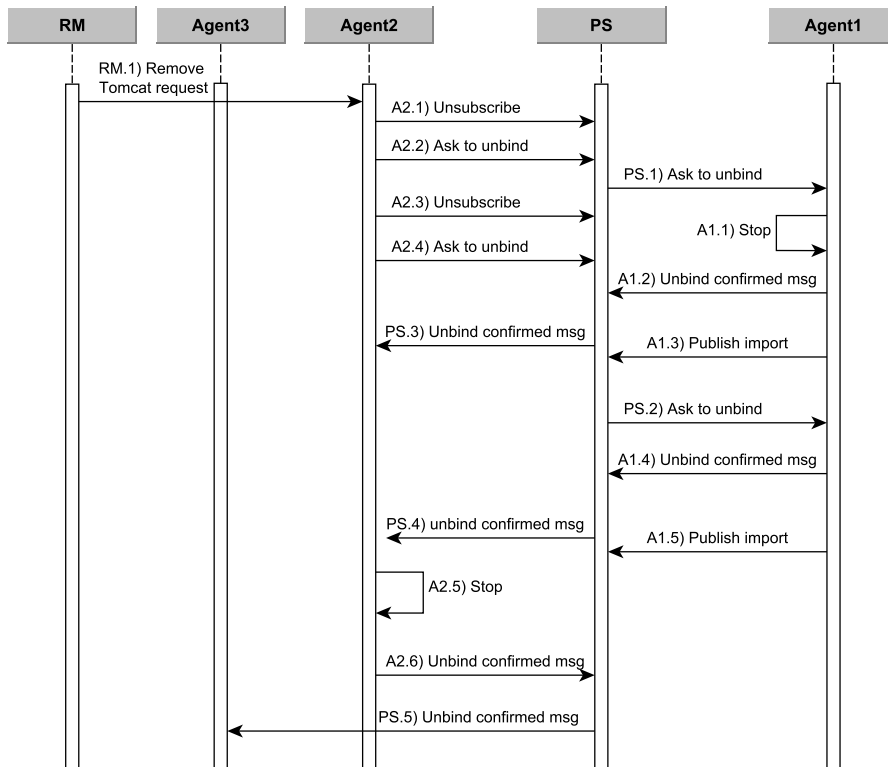 RM
Agent3
Agent2
PS
Agent1
RM.1) Remove
Tomcat request
A2.1) Unsubscribe
A2.2) Ask to unbind
PS.1) Ask to unbind
A2.3) Unsubscribe
A1.1) Stop
A2.4) Ask to unbind
A1.2) Unbind confirmed msg
PS.3) Unbind confirmed msg
A1.3) Publish import
PS.2) Ask to unbind
A1.4) Unbind confirmed msg
PS.4) unbind confirmed msg
A1.5) Publish import
A2.5) Stop
A2.6) Unbind confirmed msg
PS.5) Unbind confirmed msg